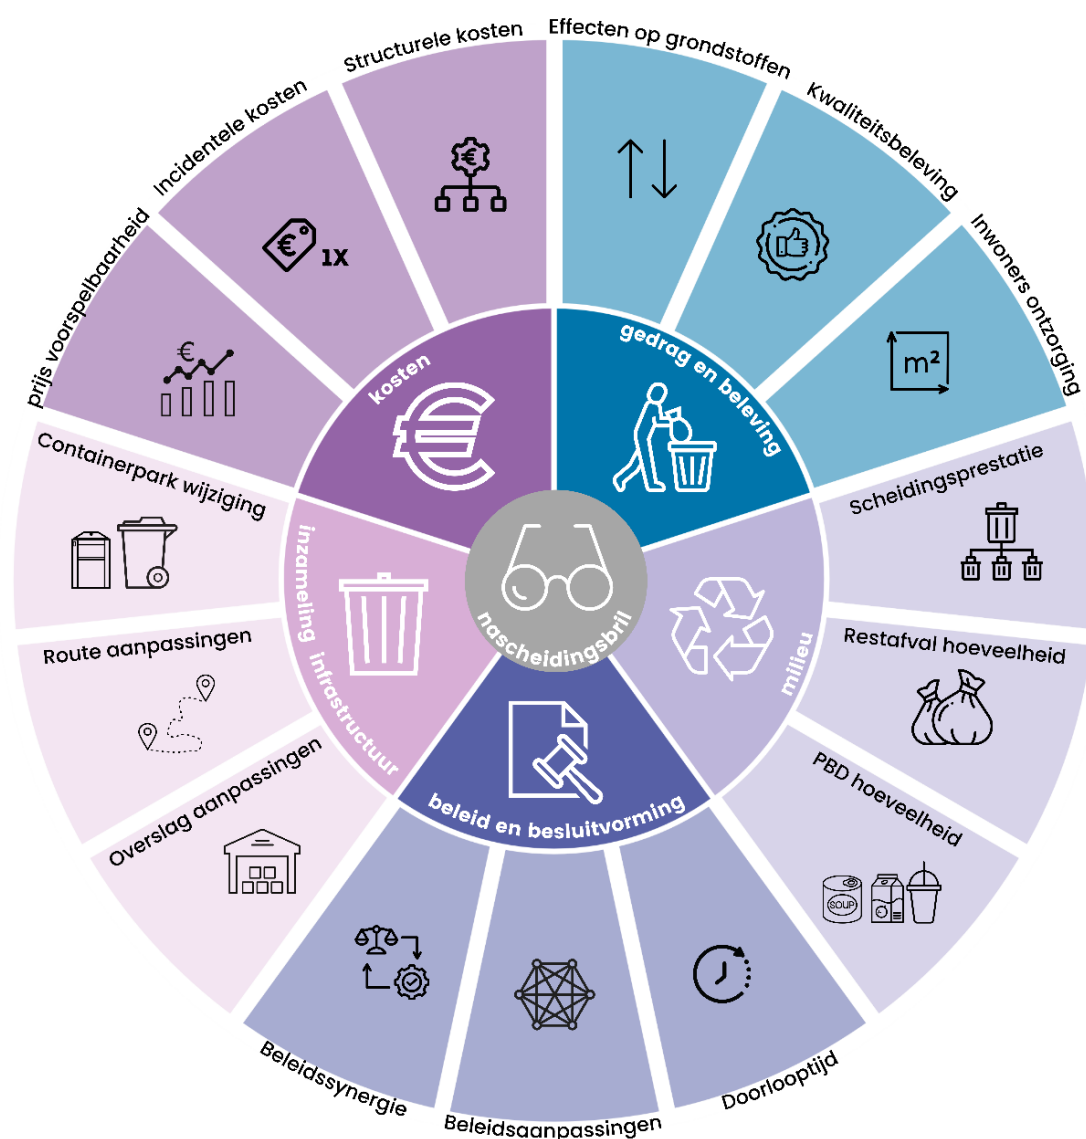 Structurele kosten
Effecten op grondstoffen
Kwaliteitsbeleving
Inwoners ontzorging
Incidentele kosten
prijs voorspelbaarheid
€
€
1X
€
m²
kosten
€
gedrag en beleving
Containerpark wijziging
Scheidingsprestatie
Route aanpassingen
Restafval hoeveelheid
Overslag aanpassingen
PBD hoeveelheid
SOUP
inzameling infrastructuur
nascheidingsbril
milieu
beleid en besluitvorming
Beleidssynergie
Beleidsaanpassingen
Doorlooptijd